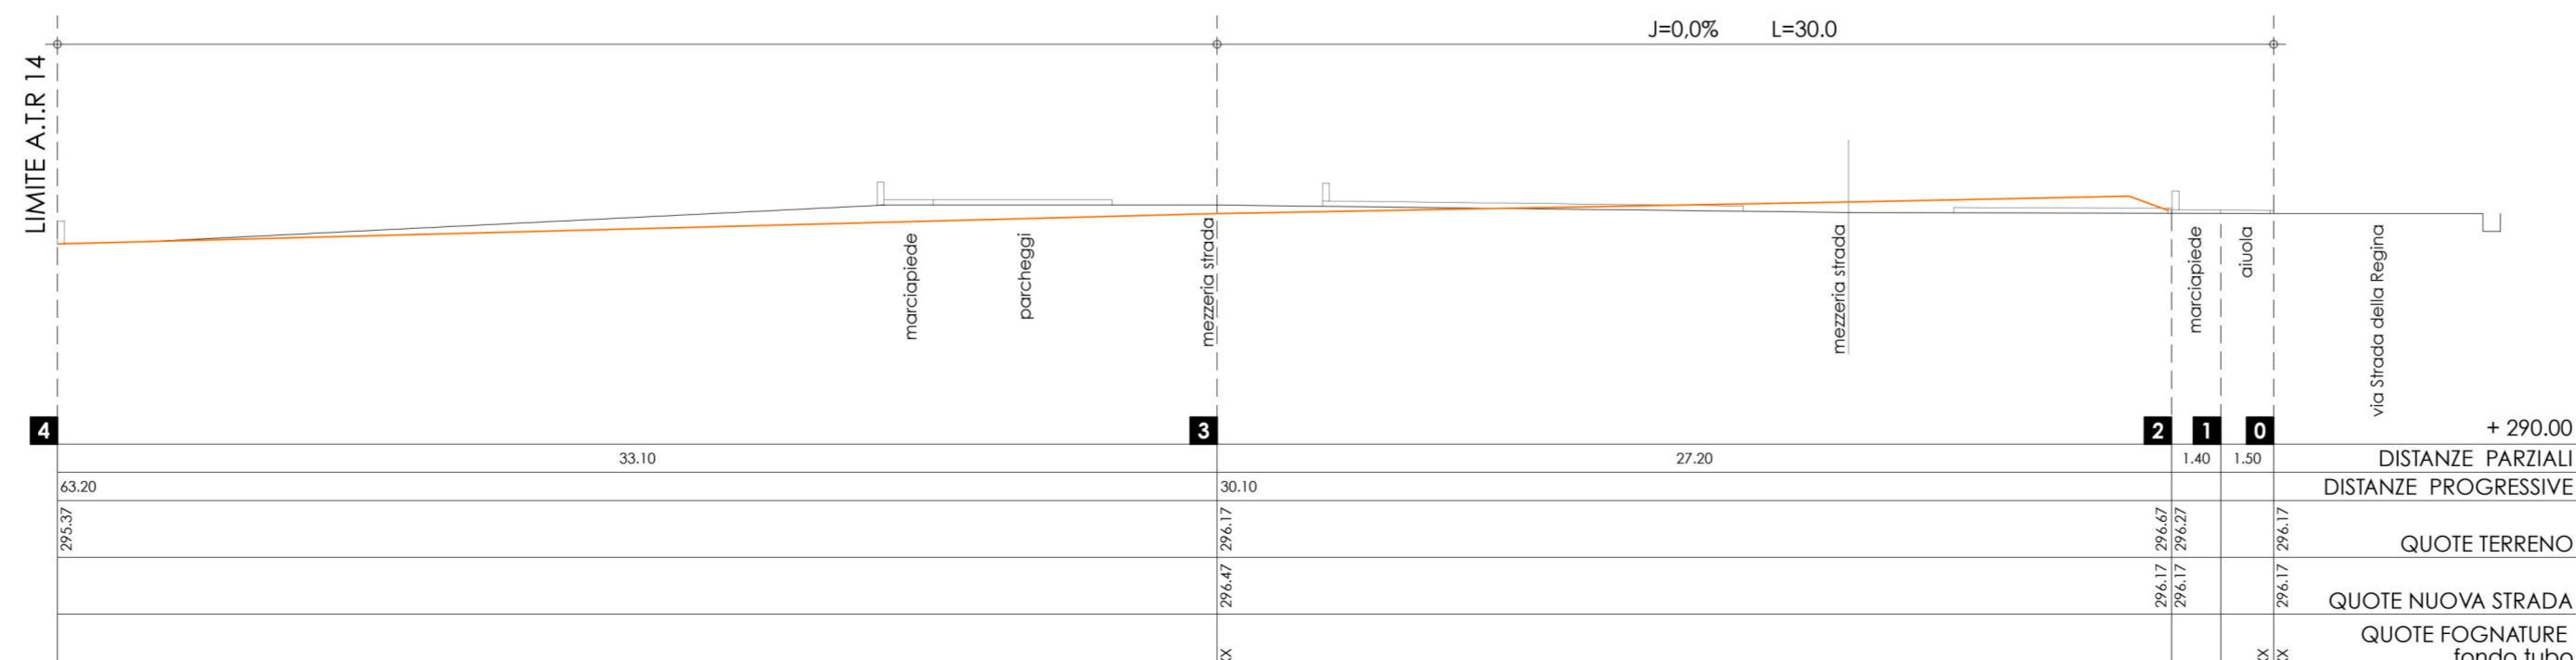 J=0,0% L=30.0
LIMITE A.T.R 14
marciapiede
parcheggi
mezzeria strada
mezzeria strada
marciapiede
aiuola
via Strada della Regina
4
3
2
1
0
+ 290.00
33.10
27.20
1.40
1.50
DISTANZE PARZIALI
63.20
30.10
DISTANZE PROGRESSIVE
295.37
296.17
296.67
296.27
296.17
QUOTE TERRENO
296.47
296.17
296.17
296.17
QUOTE NUOVA STRADA
QUOTE FOGNATURE
fondo tubo